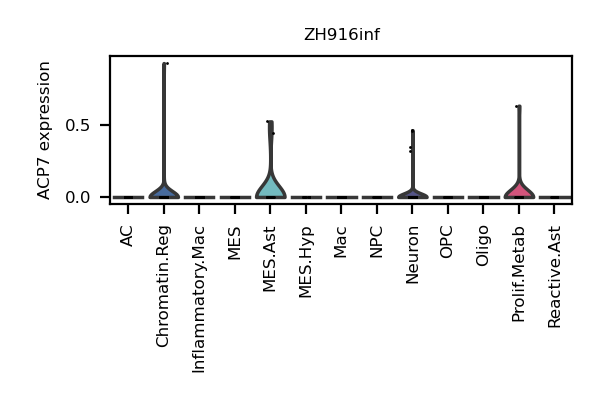 ZH916inf
ACP7 expression
0.5
0.0
AC
Chromatin.Reg
Inflammatory.Mac
MES
MES.Ast
MES.Hyp
Mac
NPC
Neuron
OPC
Oligo
Prolif.Metab
Reactive.Ast